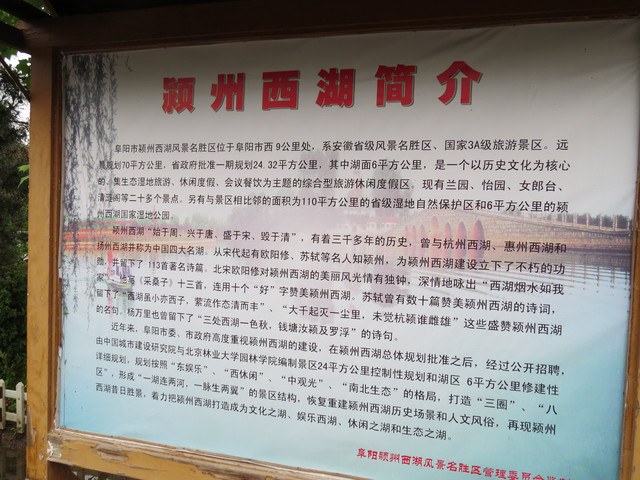 颍州西湖简介
阜阳市颍州西湖风景名胜区位于阜阳市西9公里处，系安徽省级风景名胜区、国家3A级旅游景区。远
景规划70平方公里，省政府批准一期规划24.32平方公里，其中湖面6平方公里，是一个以历史文化为核心
的、集生态湿地旅游、休闲度假、会议餐饮为主题的综合型旅游休闲度假区。现有兰园、怡园、女郎台、
清涟阁等二十多个景点。另有与景区相比邻的面积为110平方公里的省级湿地自然保护区和6平方公里的颍
州西湖国家湿地公园。
颍州西湖“始于周、兴于唐、盛于宋、毁于清”，有着三千多年的历史，曾与杭州西湖、惠州西湖和
扬州西湖并称为中国四大名湖。从宋代起有欧阳修、苏轼等名人知颍州，为颍州西湖建设立下了不朽的功
勋，并留下了113首著名诗篇。北宋欧阳修对颍州西湖的美丽风光情有独钟，深情地咏出“西湖烟水如我
家”，他写《采桑子》十三首，连用十个“好”字赞美颍州西湖。苏轼曾有数十篇赞美颍州西湖的诗词，
留下了“西湖虽小亦西子，萦流作态清而丰”、“大千起灭一尘里，未觉杭颍谁雌雄”这些盛赞颍州西湖
的名句。杨万里也曾留下了“三处西湖一色秋，钱塘汝颍及罗浮”的诗句。
近年来，阜阳市委、市政府高度重视颍州西湖的建设，在颍州西湖总体规划批准之后，经过公开招聘，
由中国城市建设研究院与北京林业大学园林学院编制景区24平方公里控制性规划和湖区6平方公里修建性
详细规划，规划按照“东娱乐”、“西休闲”、“中观光”、“南北生态”的格局，打造“三圈”、“八
区”，形成“一湖连两河，一脉生两翼”的景区结构，恢复重建颍州西湖历史场景和人文风俗，再现颍州
西湖昔日胜景，着力把颍州西湖打造成为文化之湖、娱乐西湖、休闲之湖和生态之湖。
阜阳颍州西湖风景名胜区管理委员会